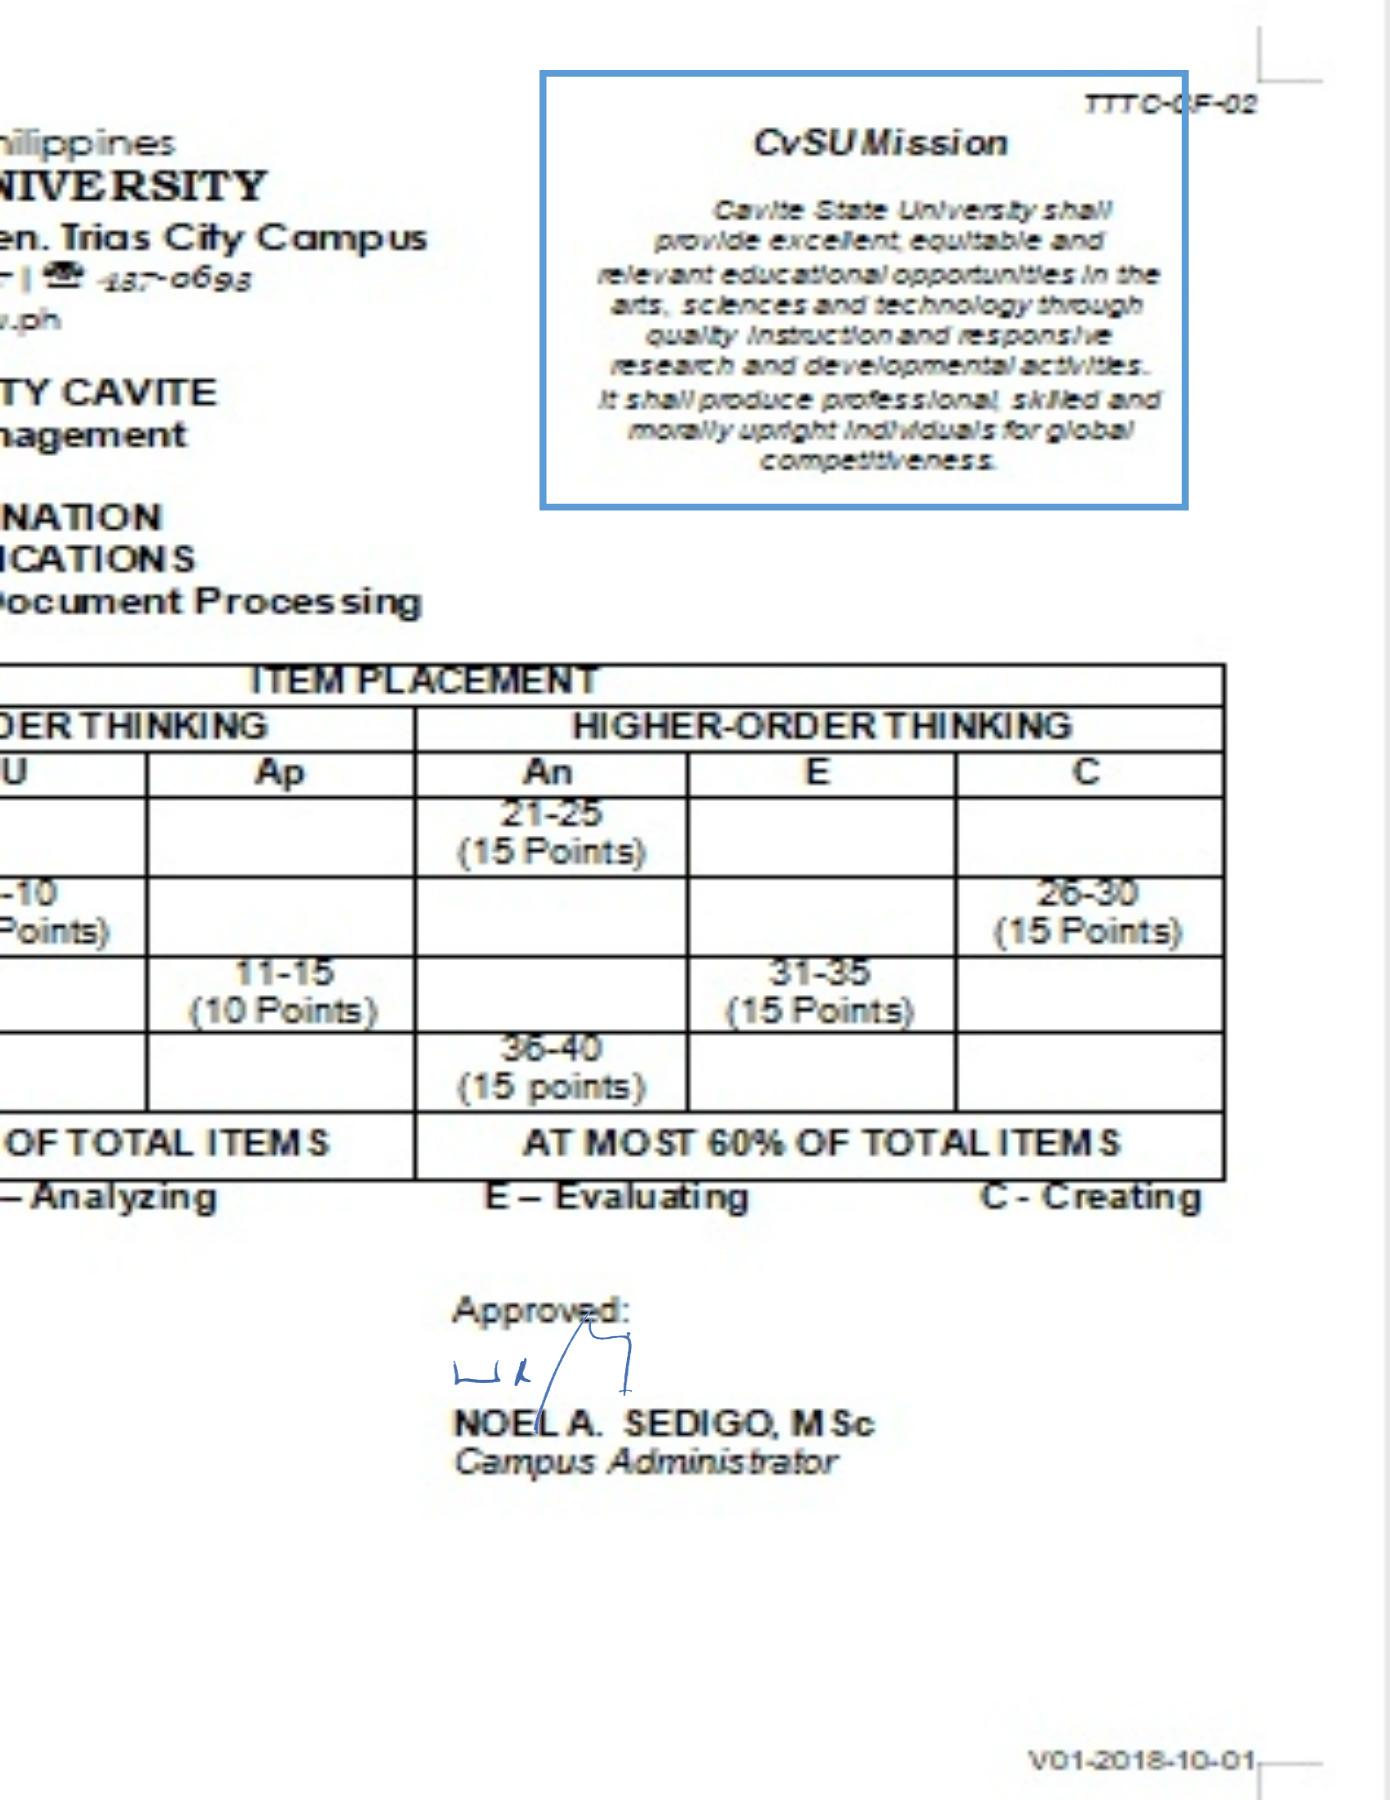 TTTC-QF-02
CvSU Mission
Cavite State University shall
provide excellent, equitable and
relevant educational opportunities in the
arts, sciences and technology through
quality instruction and responsive
research and developmental activities.
It shall produce professional, skilled and
morally upright individuals for global
competitiveness.
hilippines
NIVERSITY
en. Trias City Campus
| ☎ 437-0693
.ph
TY CAVITE
nagement
NATION
ICATIONS
Document Processing
ITEM PLACEMENT
DER THINKING HIGHER-ORDER THINKING
U Ap An E C
21-25
(15 Points)
-10 26-30
Points) (15 Points)
11-15 31-35
(10 Points) (15 Points)
36-40
(15 points)
OF TOTAL ITEMS AT MOST 60% OF TOTAL ITEMS
– Analyzing E – Evaluating C - Creating
Approved:
NOEL A. SEDIGO, MSc
Campus Administrator
V01-2018-10-01